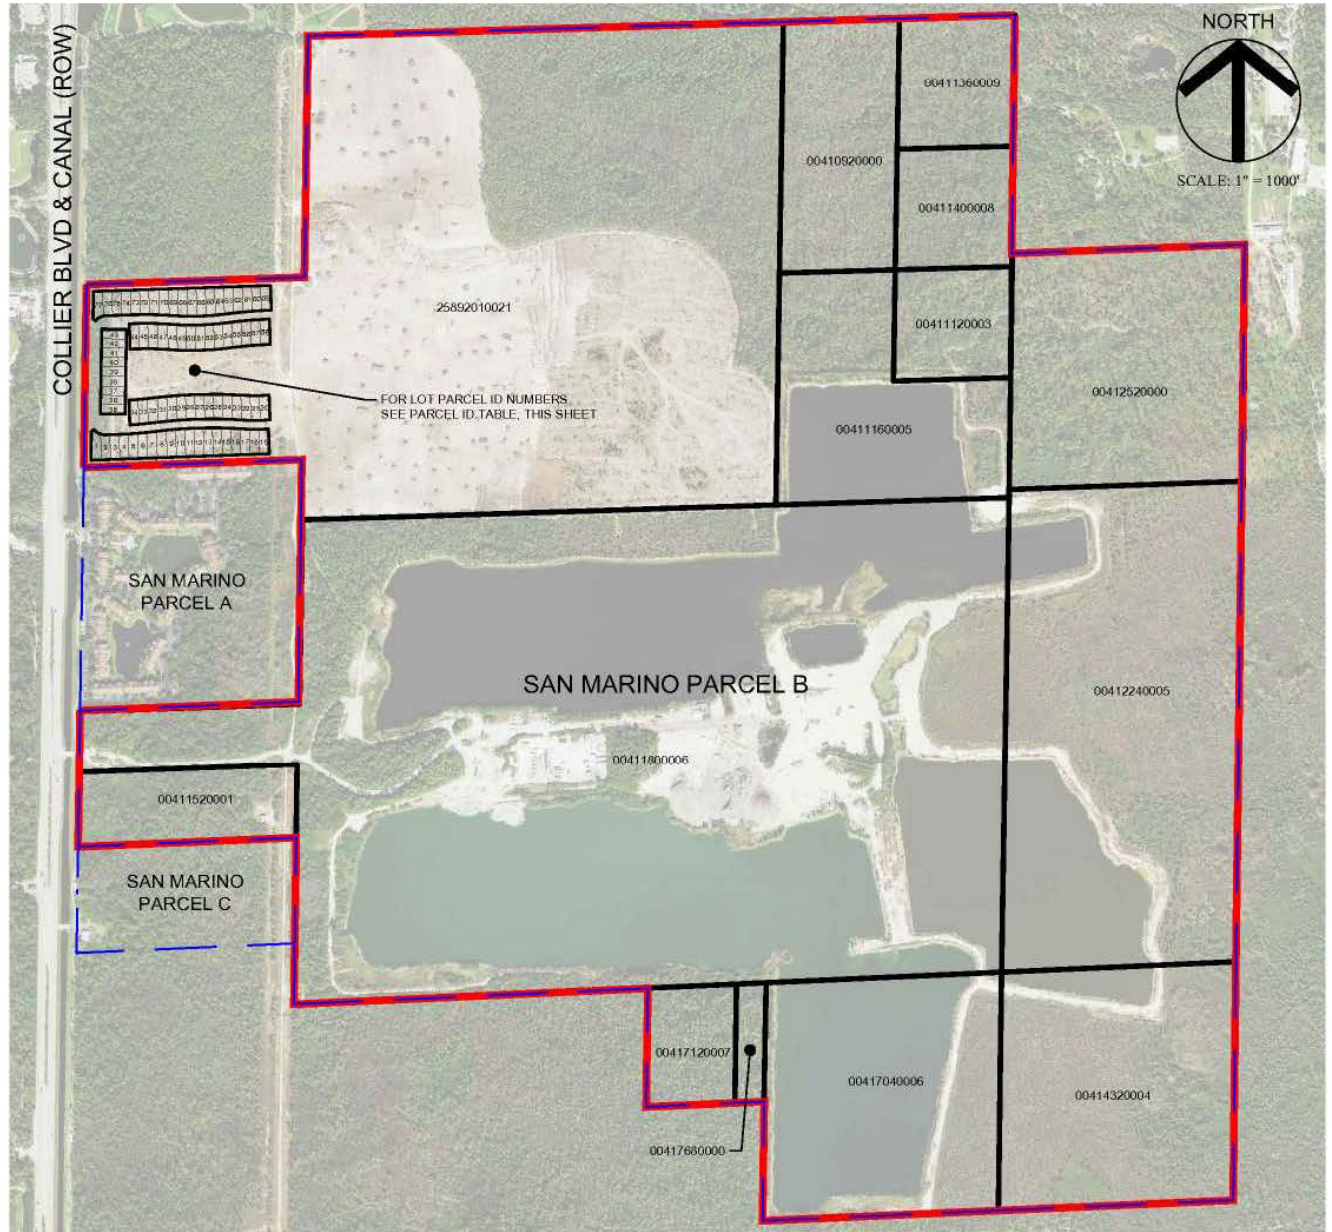 NORTH
SCALE: 1" = 1000'
COLLIER BLVD & CANAL (ROW)
00411360009
00410920000
00411400008
25892010021
00411120003
FOR LOT PARCEL ID NUMBERS
SEE PARCEL ID TABLE, THIS SHEET
00412520000
00411160005
SAN MARINO
PARCEL A
SAN MARINO PARCEL B
00412240005
00411800006
00411520001
SAN MARINO
PARCEL C
00417120007
00417040006
00414320004
00417680000